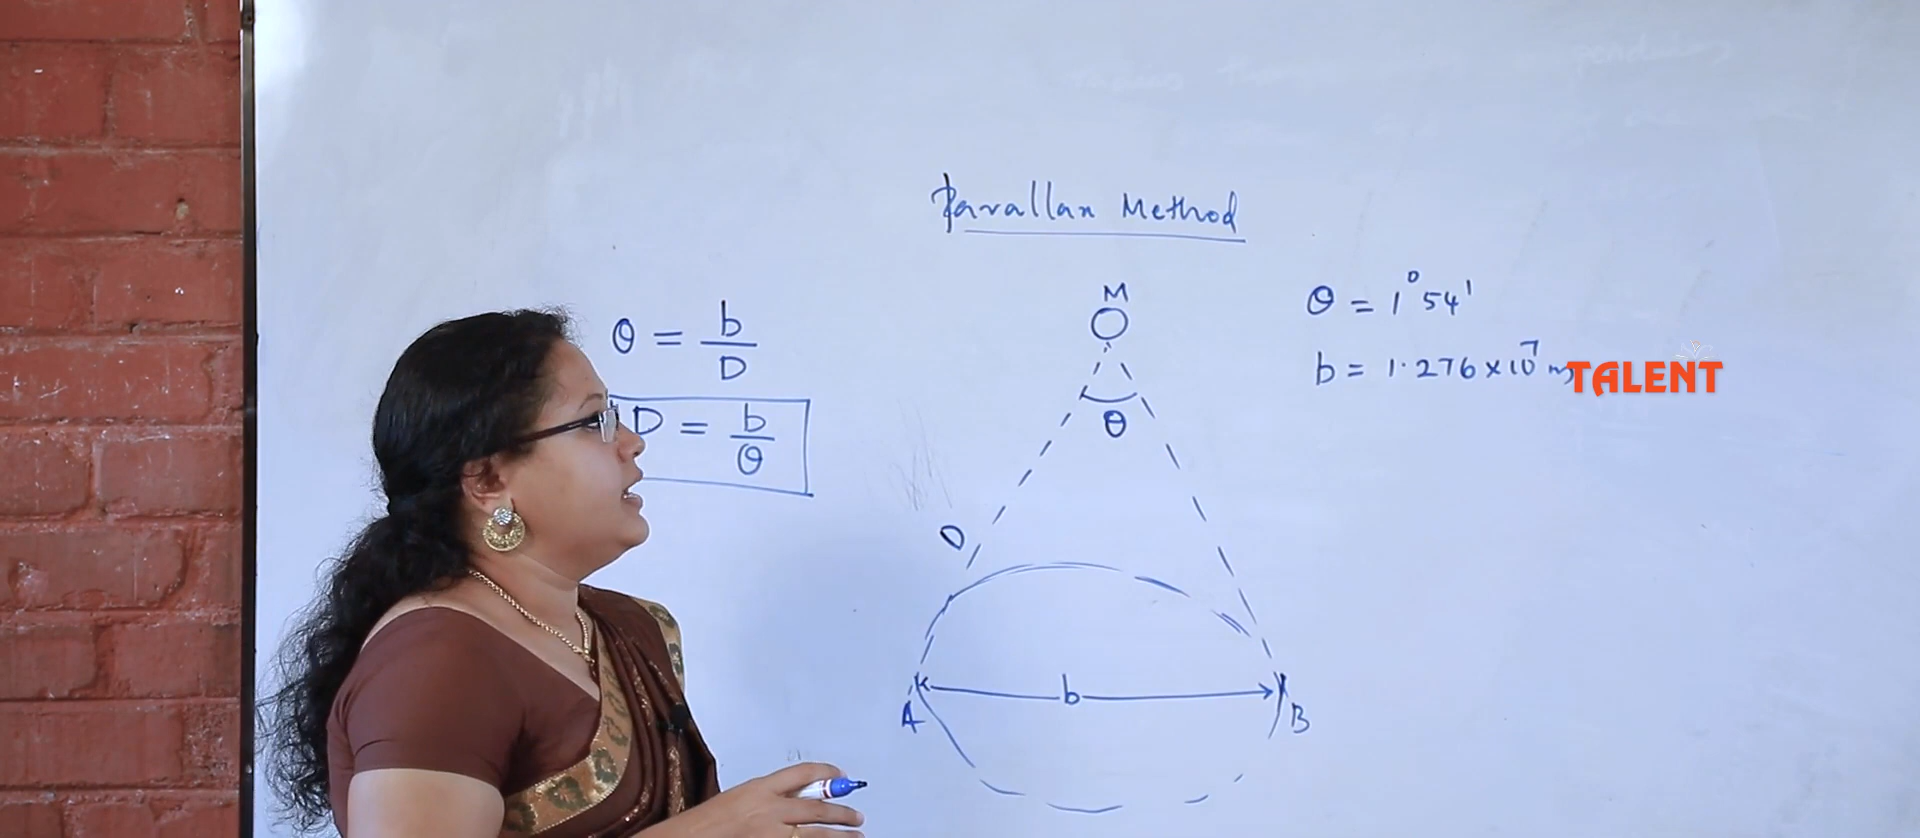 Parallax Method
θ = b/D
D = b/θ
M
θ
D
b
A
B
θ = 1°54'
b = 1.276×10⁷ m
TALENT